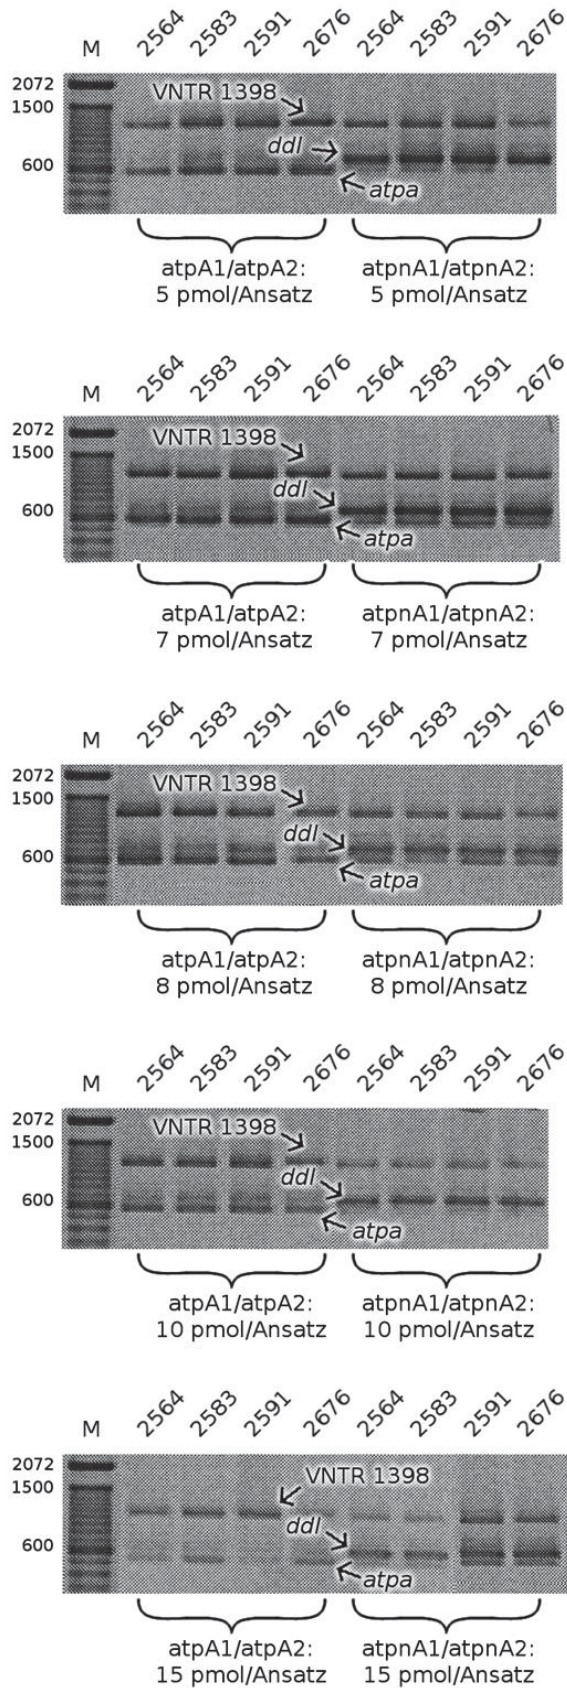 M 2564 2583 2591 2676 2564 2583 2591 2676
2072
VNTR 1398
1500
ddl
600
atpa
atpA1/atpA2: atpnA1/atpnA2:
5 pmol/Ansatz 5 pmol/Ansatz
M 2564 2583 2591 2676 2564 2583 2591 2676
2072
VNTR 1398
1500
ddl
600
atpa
atpA1/atpA2: atpnA1/atpnA2:
7 pmol/Ansatz 7 pmol/Ansatz
M 2564 2583 2591 2676 2564 2583 2591 2676
2072
VNTR 1398
1500
ddl
600
atpa
atpA1/atpA2: atpnA1/atpnA2:
8 pmol/Ansatz 8 pmol/Ansatz
M 2564 2583 2591 2676 2564 2583 2591 2676
2072
VNTR 1398
1500
ddl
600
atpa
atpA1/atpA2: atpnA1/atpnA2:
10 pmol/Ansatz 10 pmol/Ansatz
M 2564 2583 2591 2676 2564 2583 2591 2676
2072
VNTR 1398
1500
ddl
600
atpa
atpA1/atpA2: atpnA1/atpnA2:
15 pmol/Ansatz 15 pmol/Ansatz